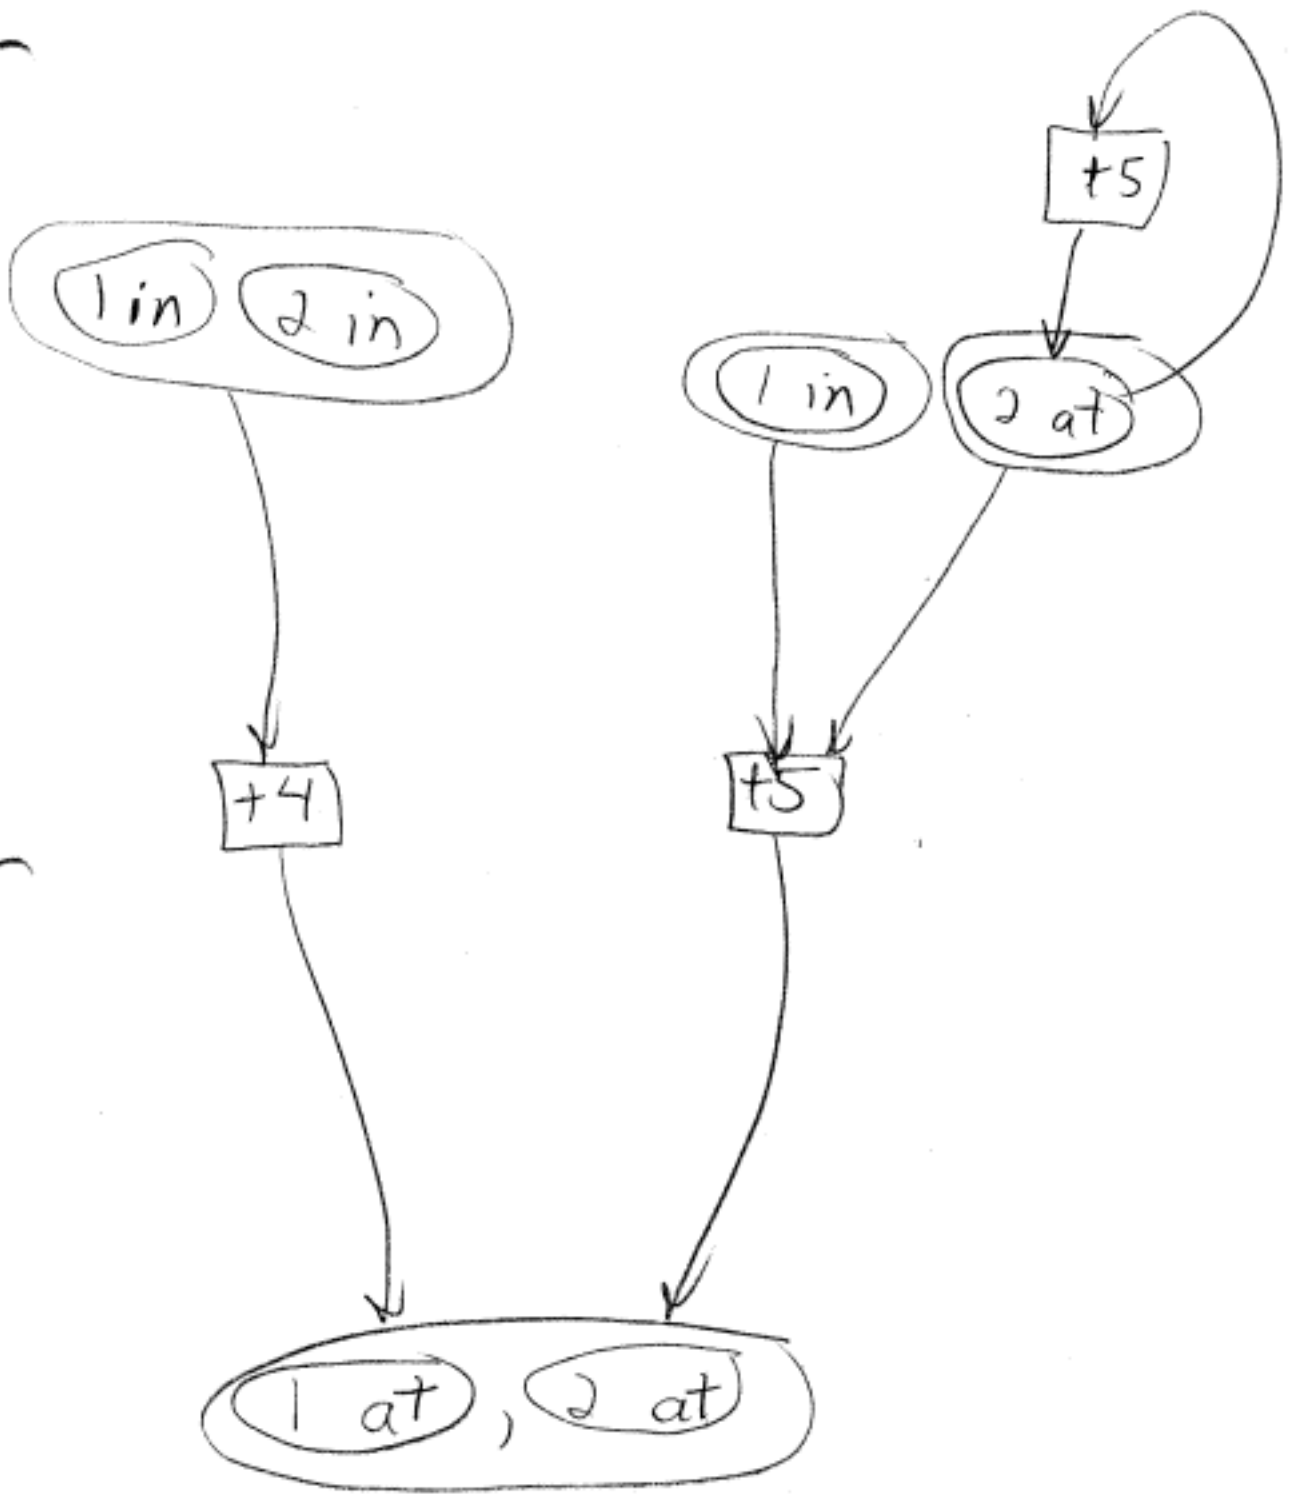 +5
1 in 2 in
1 in 2 at
+4 +5
1 at, 2 at